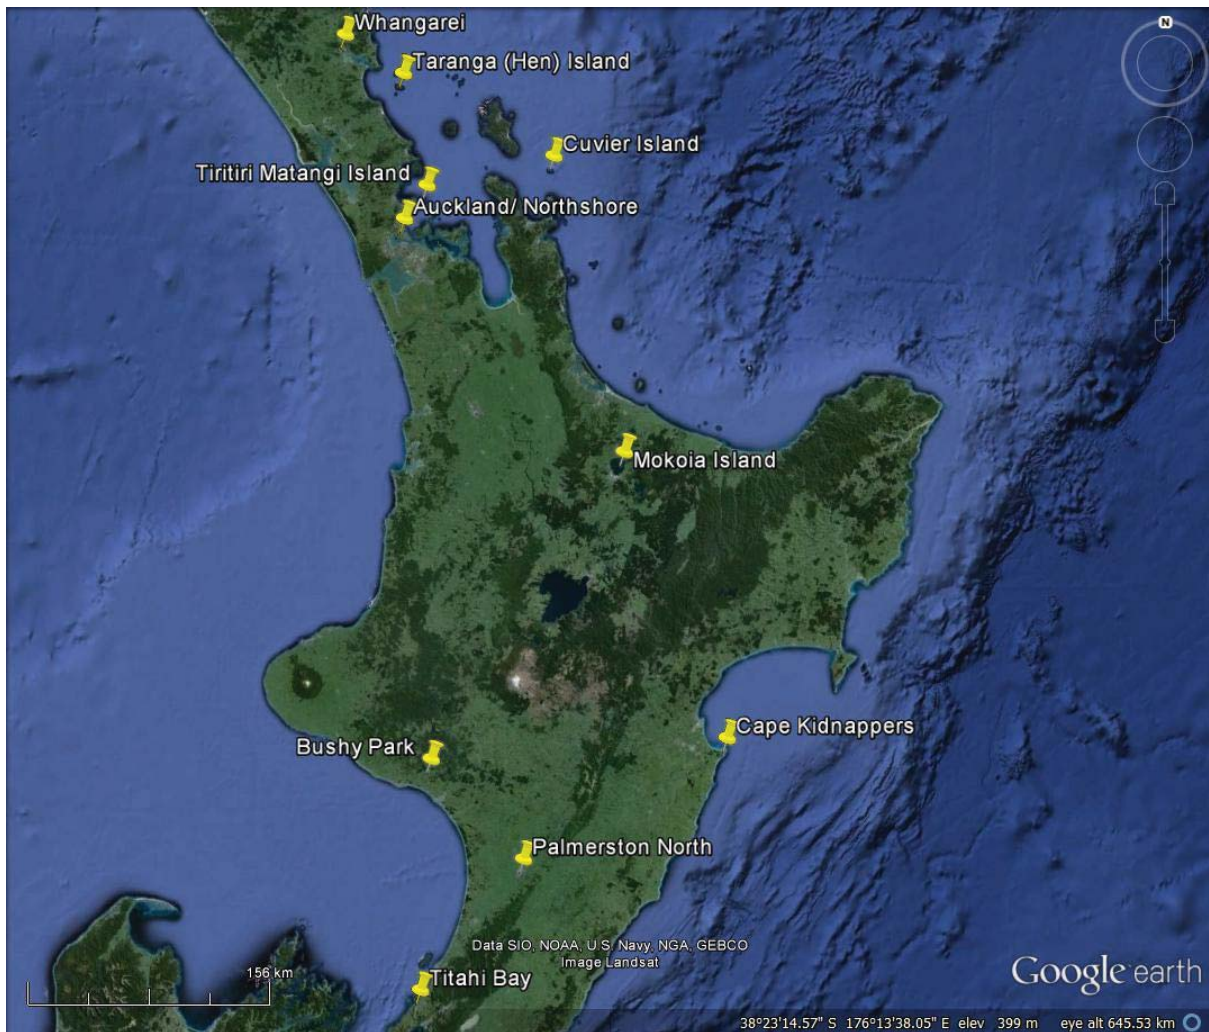 N
Whangarei
Taranga (Hen) Island
Cuvier Island
Tiritiri Matangi Island
Auckland/ Northshore
Mokoia Island
Cape Kidnappers
Bushy Park
Palmerston North
Data SIO, NOAA, U.S. Navy, NGA, GEBCO
Image Landsat
156 km
Titahi Bay
Google earth
38°23'14.57" S 176°13'38.05" E elev 399 m eye alt 645.53 km